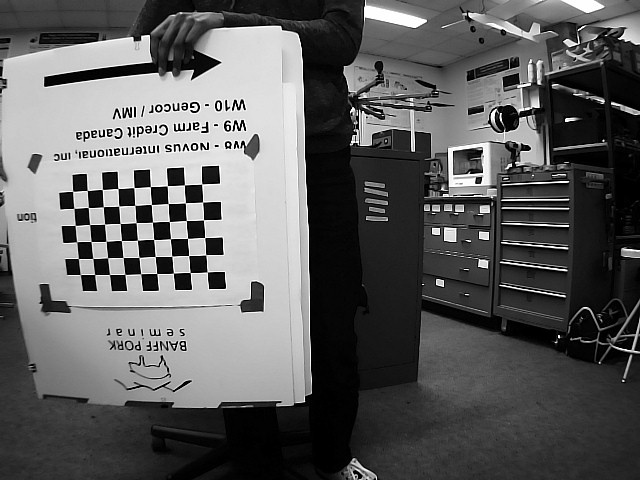 BANFF PORK
seminar
tion
W8 - Novus International, Inc
W9 - Farm Credit Canada
W10 - Gencor / IMV